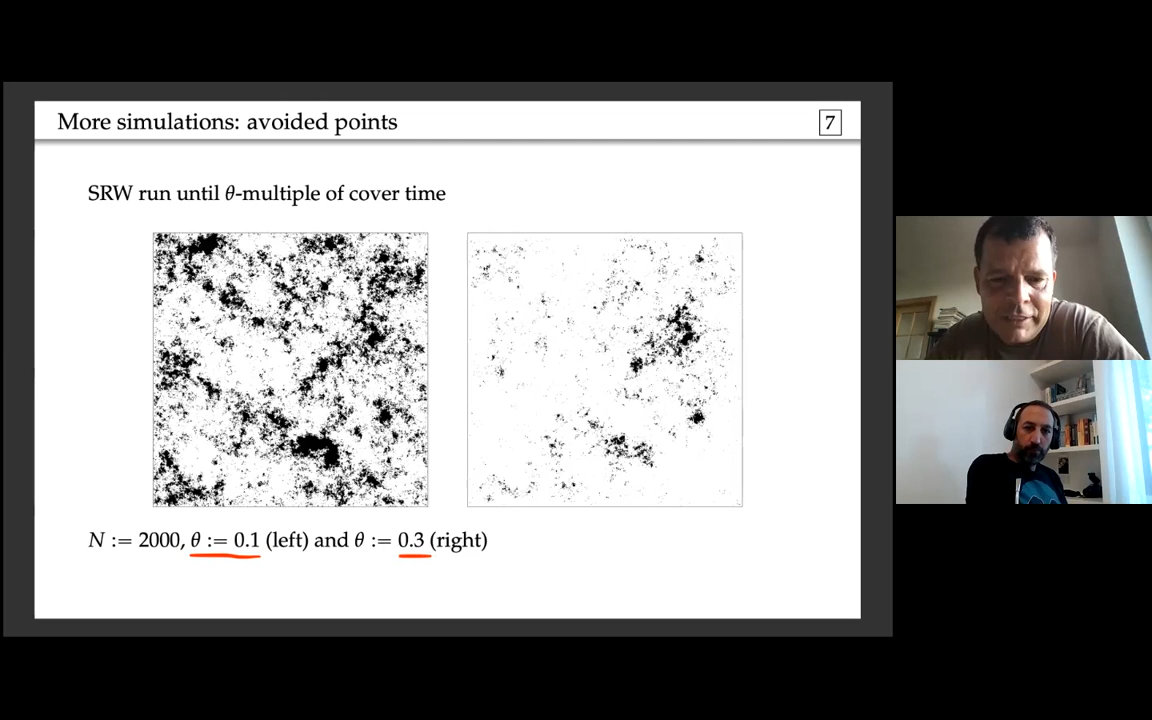 More simulations: avoided points
7
SRW run until θ-multiple of cover time
N := 2000, θ := 0.1 (left) and θ := 0.3 (right)